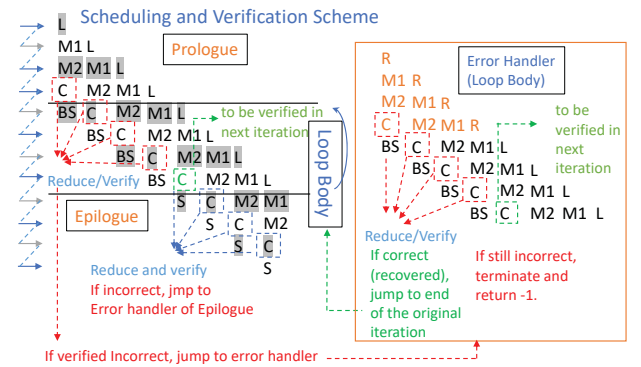 Scheduling and Verification Scheme
L
M1 L
Prologue
M2 M1 L
C M2 M1 L
BS C M2 M1 L
to be verified in
next iteration
BS C M2 M1 L
BS C M2 M1 L
Reduce/Verify
BS C M2 M1 L
Loop Body
Epilogue
S C M2 M1
S C M2
S C
S
Reduce and verify
If incorrect, jmp to
Error handler of Epilogue
If verified Incorrect, jump to error handler
Error Handler
(Loop Body)
R
M1 R
M2 M1 R
C M2 M1 R
BS C M2 M1 L
BS C M2 M1 L
BS C M2 M1 L
BS C M2 M1 L
to be
verified in
next
iteration
Reduce/Verify
If correct
(recovered),
jump to end
of the original
iteration
If still incorrect,
terminate and
return -1.